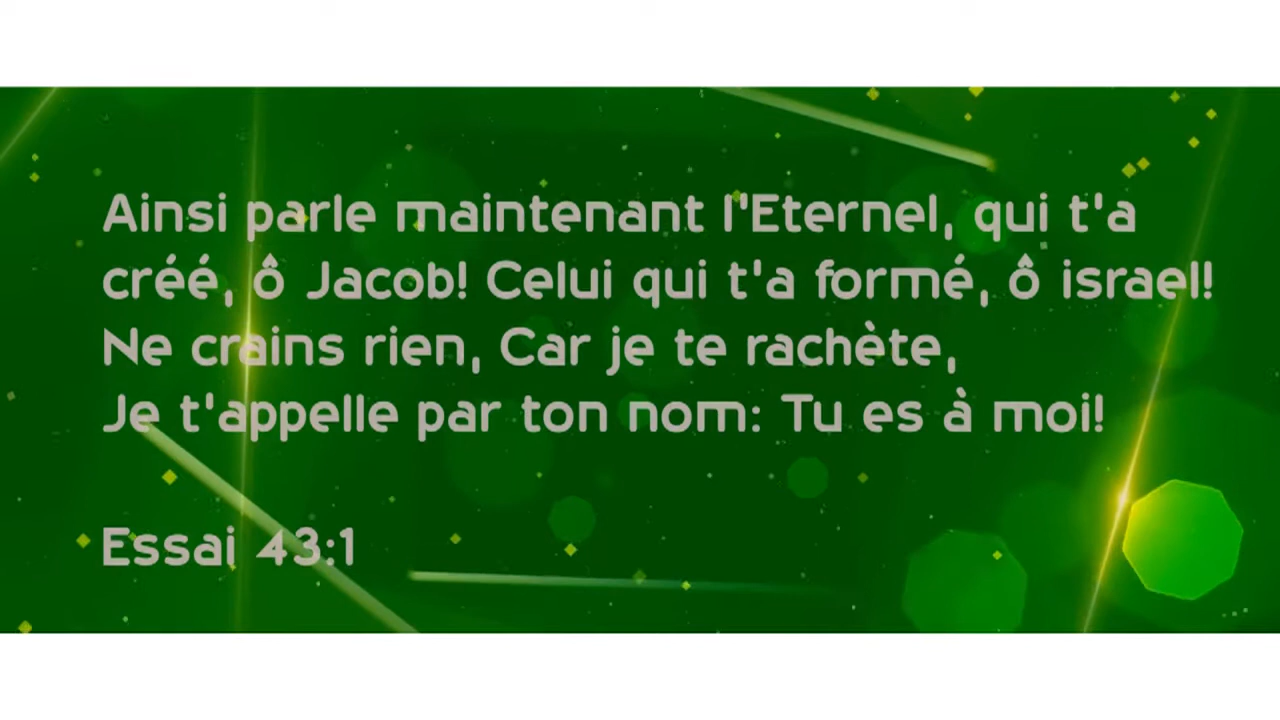 Ainsi parle maintenant l'Eternel, qui t'a
créé, ô Jacob! Celui qui t'a formé, ô israel!
Ne crains rien, Car je te rachète,
Je t'appelle par ton nom: Tu es à moi!
Essai 43:1